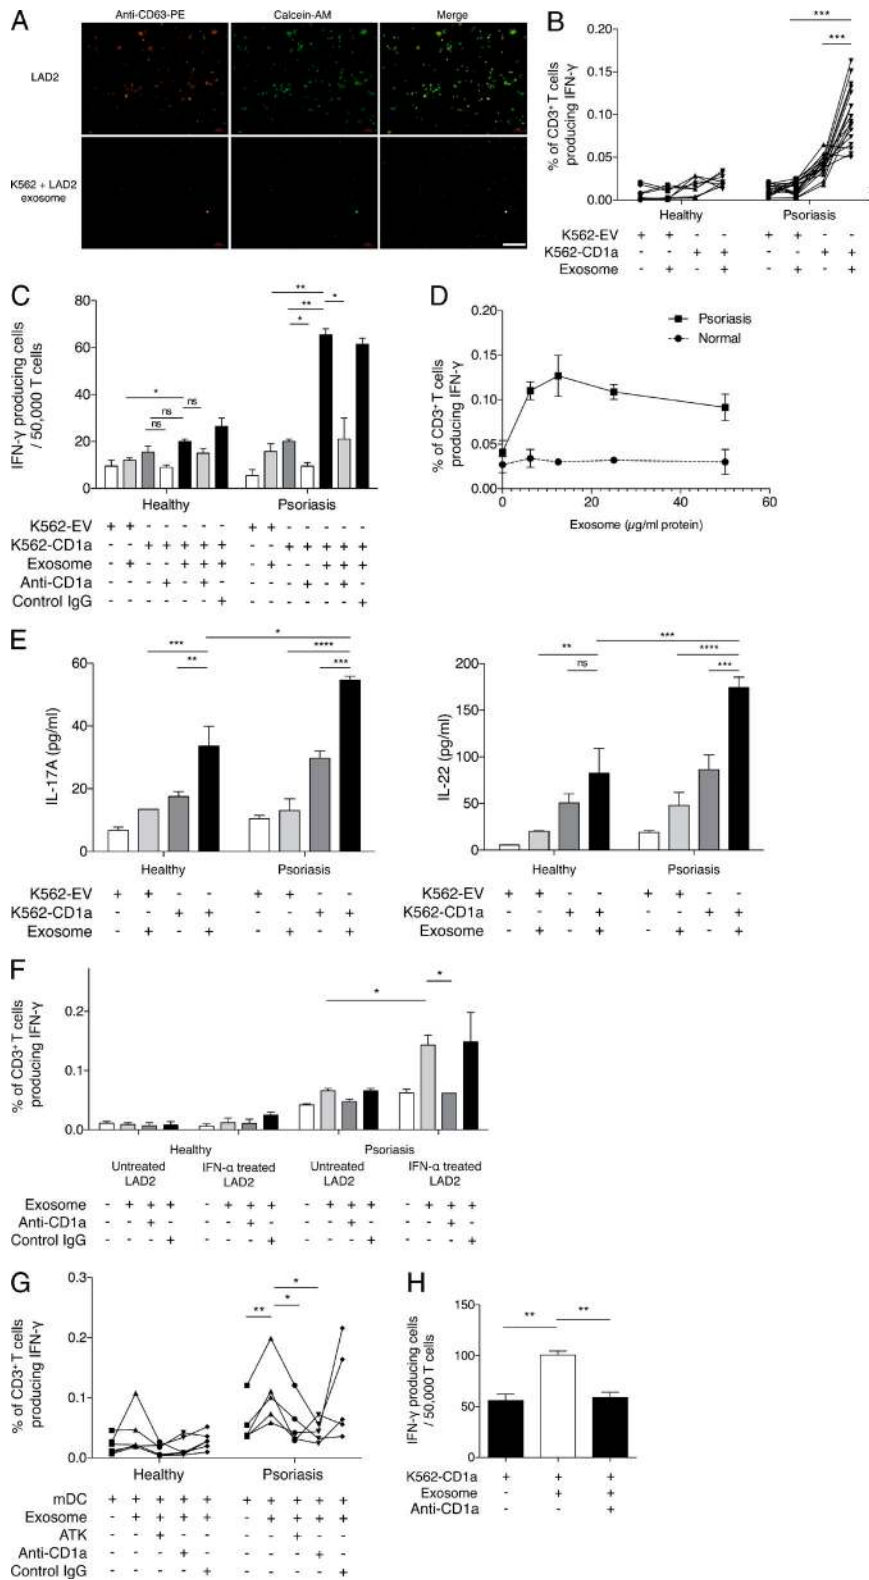 A
Anti-CD63-PE Calcein-AM Merge
LAD2
K562 + LAD2
exosome
B
% of CD3+ T cells
producing IFN-γ
0.20
0.15
0.10
0.05
0.00
*** 
***
Healthy Psoriasis
K562-EV + + - - + + - -
K562-CD1a - - + + - - + +
Exosome - + - + - + - +
C
IFN-γ producing cells
/ 50,000 T cells
80
60
40
20
0
* ns ns ns
** ** * *
Healthy Psoriasis
K562-EV + + - - - - - + + - - - - -
K562-CD1a - - + + + + + - - + + + + +
Exosome - + - - + + + - + - - + + +
Anti-CD1a - - - + - + - - - - + - + -
Control IgG - - - - - - + - - - - - - +
D
% of CD3+ T cells
producing IFN-γ
0.20
0.15
0.10
0.05
0.00
Psoriasis
Normal
0 20 40 60
Exosome (µg/ml protein)
E
IL-17A (pg/ml)
60
40
20
0
*** ** * **** ***
Healthy Psoriasis
K562-EV + + - - + + - -
K562-CD1a - - + + - - + +
Exosome - + - + - + - +
IL-22 (pg/ml)
200
150
100
50
0
** ns *** **** ***
Healthy Psoriasis
K562-EV + + - - + + - -
K562-CD1a - - + + - - + +
Exosome - + - + - + - +
F
% of CD3+ T cells
producing IFN-γ
0.2
0.1
0.0
* *
Healthy Psoriasis
Untreated LAD2 IFN-α treated LAD2 Untreated LAD2 IFN-α treated LAD2
Exosome - + + + - + + + - + + + - + + +
Anti-CD1a - - + - - - + - - - + - - - + -
Control IgG - - - + - - - + - - - + - - - +
G
% of CD3+ T cells
producing IFN-γ
0.3
0.2
0.1
0.0
** * *
Healthy Psoriasis
mDC + + + + + + + + + +
Exosome - + + + + - + + + +
ATK - - + - - - - + - -
Anti-CD1a - - - + - - - - + -
Control IgG - - - - + - - - - +
H
IFN-γ producing cells
/ 50,000 T cells
150
100
50
0
** **
K562-CD1a + + +
Exosome - + +
Anti-CD1a - - +